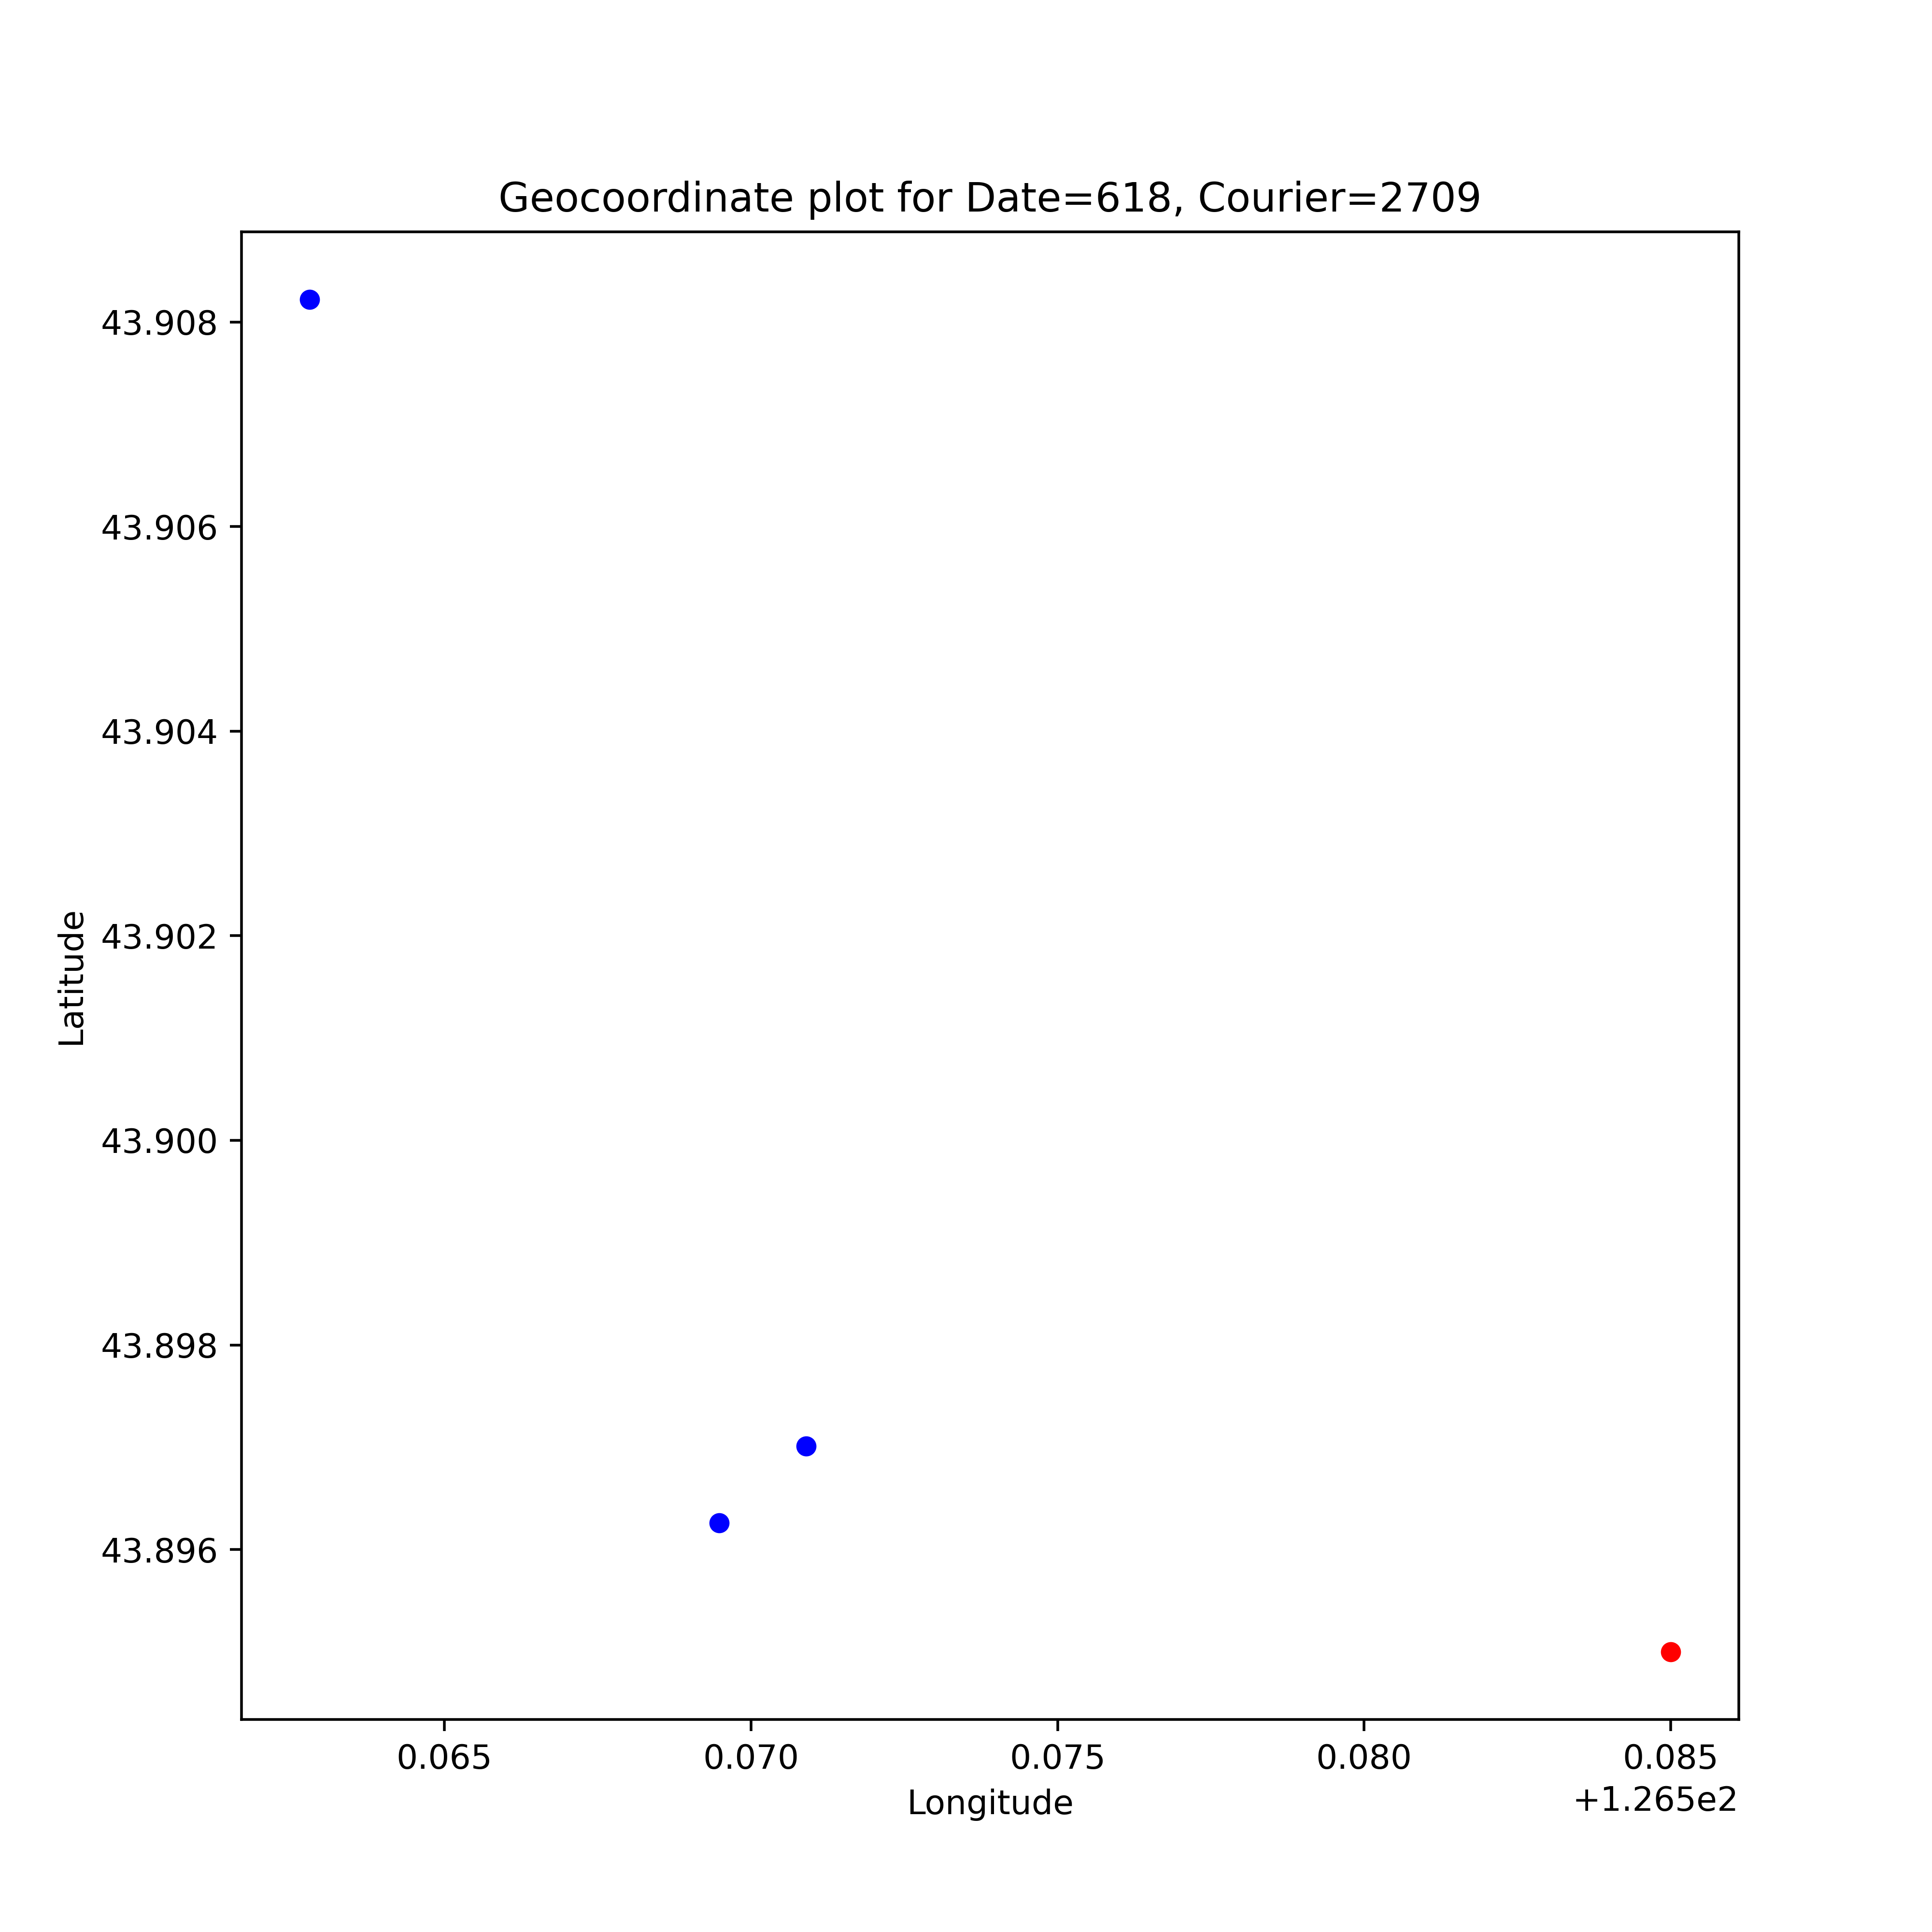 Geocoordinate plot for Date=618, Courier=2709
43.908
43.906
43.904
43.902
43.900
43.898
43.896
Latitude
0.065 0.070 0.075 0.080 0.085
Longitude
+1.265e2